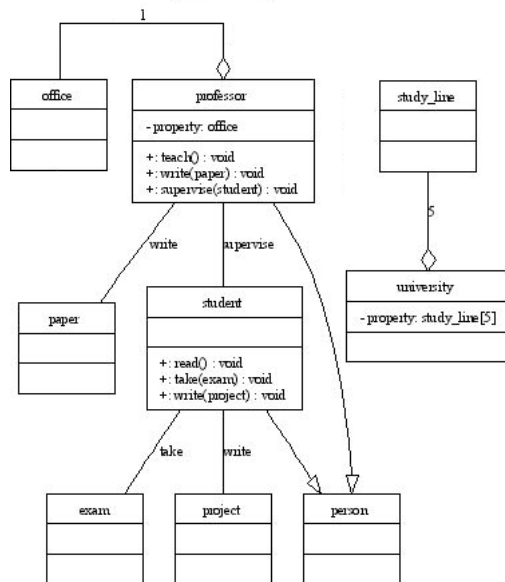 1
office
professor
study_line
- property: office
+: teach() : void
+: write(paper) : void
+: supervise(student) : void
5
write
supervise
university
- property: study_line[5]
paper
student
+: read() : void
+: take(exam) : void
+: write(project) : void
take
write
exam
project
person